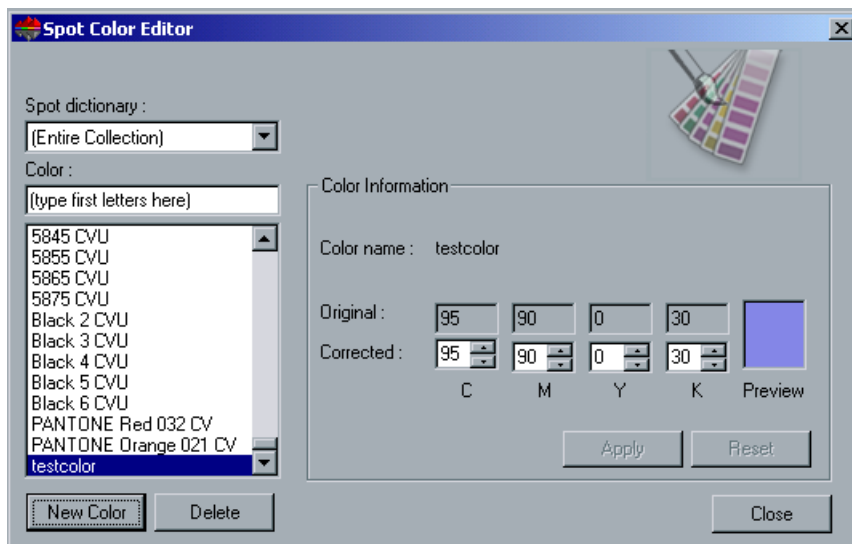 Spot Color Editor
Spot dictionary :
(Entire Collection)
Color :
(type first letters here)
5845 CVU
5855 CVU
5865 CVU
5875 CVU
Black 2 CVU
Black 3 CVU
Black 4 CVU
Black 5 CVU
Black 6 CVU
PANTONE Red 032 CV
PANTONE Orange 021 CV
testcolor
New Color Delete
Color Information
Color name : testcolor
Original : 95 90 0 30
Corrected : 95 90 0 30
C M Y K Preview
Apply Reset
Close